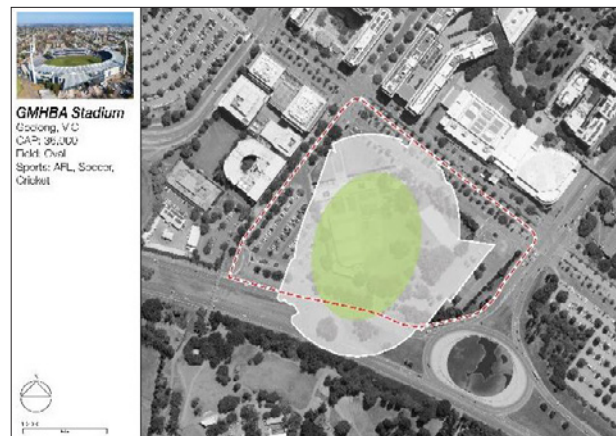 GMHBA Stadium
Geelong, VIC
CAP: 36,000
Field: Oval
Sports: AFL, Soccer,
Cricket